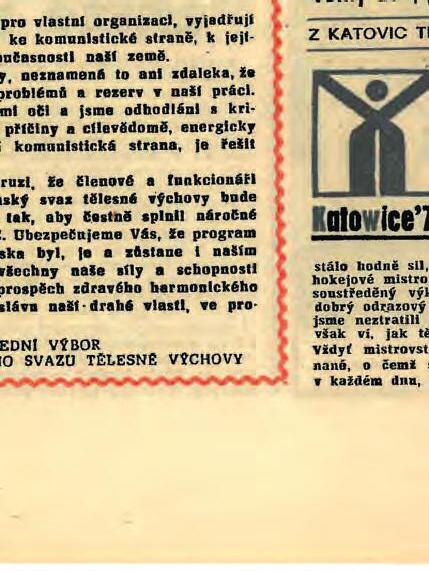 pro vlastní organizaci, vyjadřují
ke komunistické straně, k její-
oučasnosti naší země.
y, neznamená to ani zdaleka, že
problémů a rezerv v naší práci.
mi oči a jsme odhodláni s kri-
příčiny a cílevědomě, energicky
i komunistická strana, je řešit
ruzi, že členové a funkcionáři
nský svaz tělesné výchovy bude
tak, aby čestně splnil náročné
Ubezpečujeme Vás, že program
ska byl, je a zůstane i naším
všechny naše síly a schopnosti
prospěch zdravého harmonického
slávu naší drahé vlasti, ve pro-
EDNÍ VÝBOR
HO SVAZU TĚLESNÉ VÝCHOVY
Z KATOVIC
Katowice'7
stálo hodně sil,
hokejové mistro
soustředěný výk
dobrý odrazový
jsme neztratili
však ví, jak tě
Vždyť mistrovst
nané, o čemž
v každém dnu,